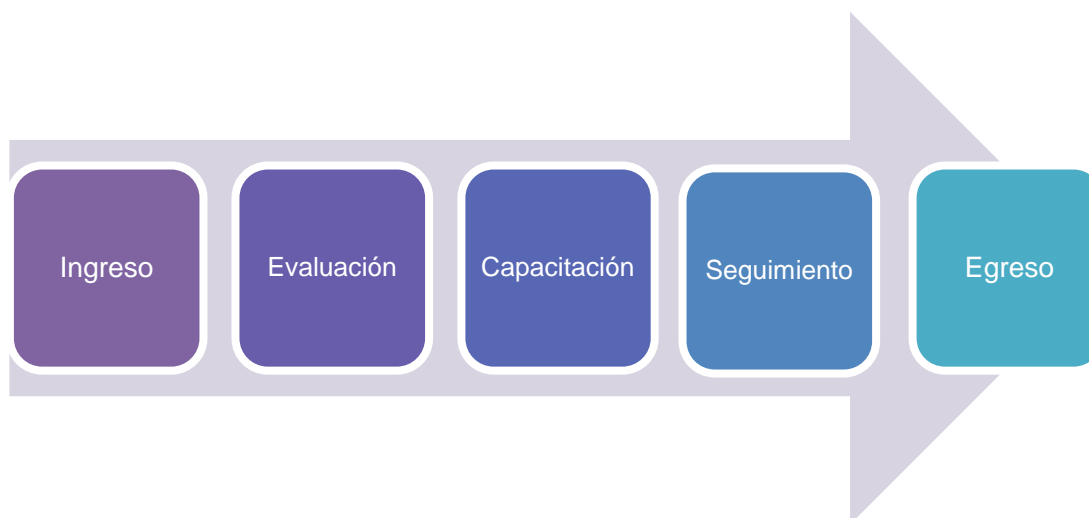 Ingreso
Evaluación
Capacitación
Seguimiento
Egreso